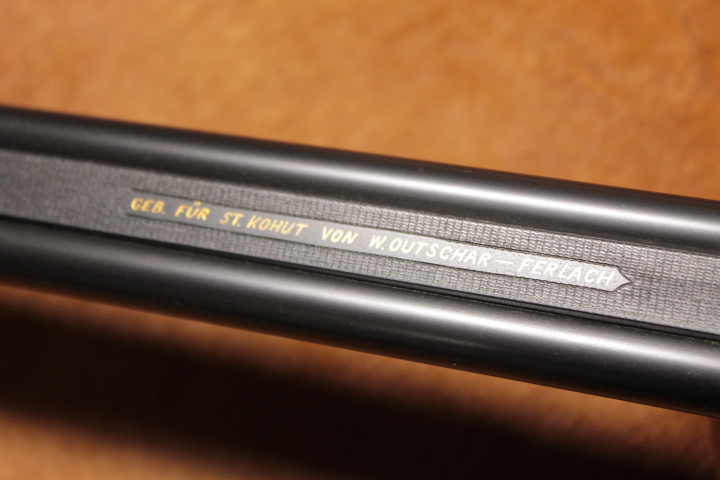 GEB. FÜR ST. KOHUT VON W. OUTSCHAR — FERLACH